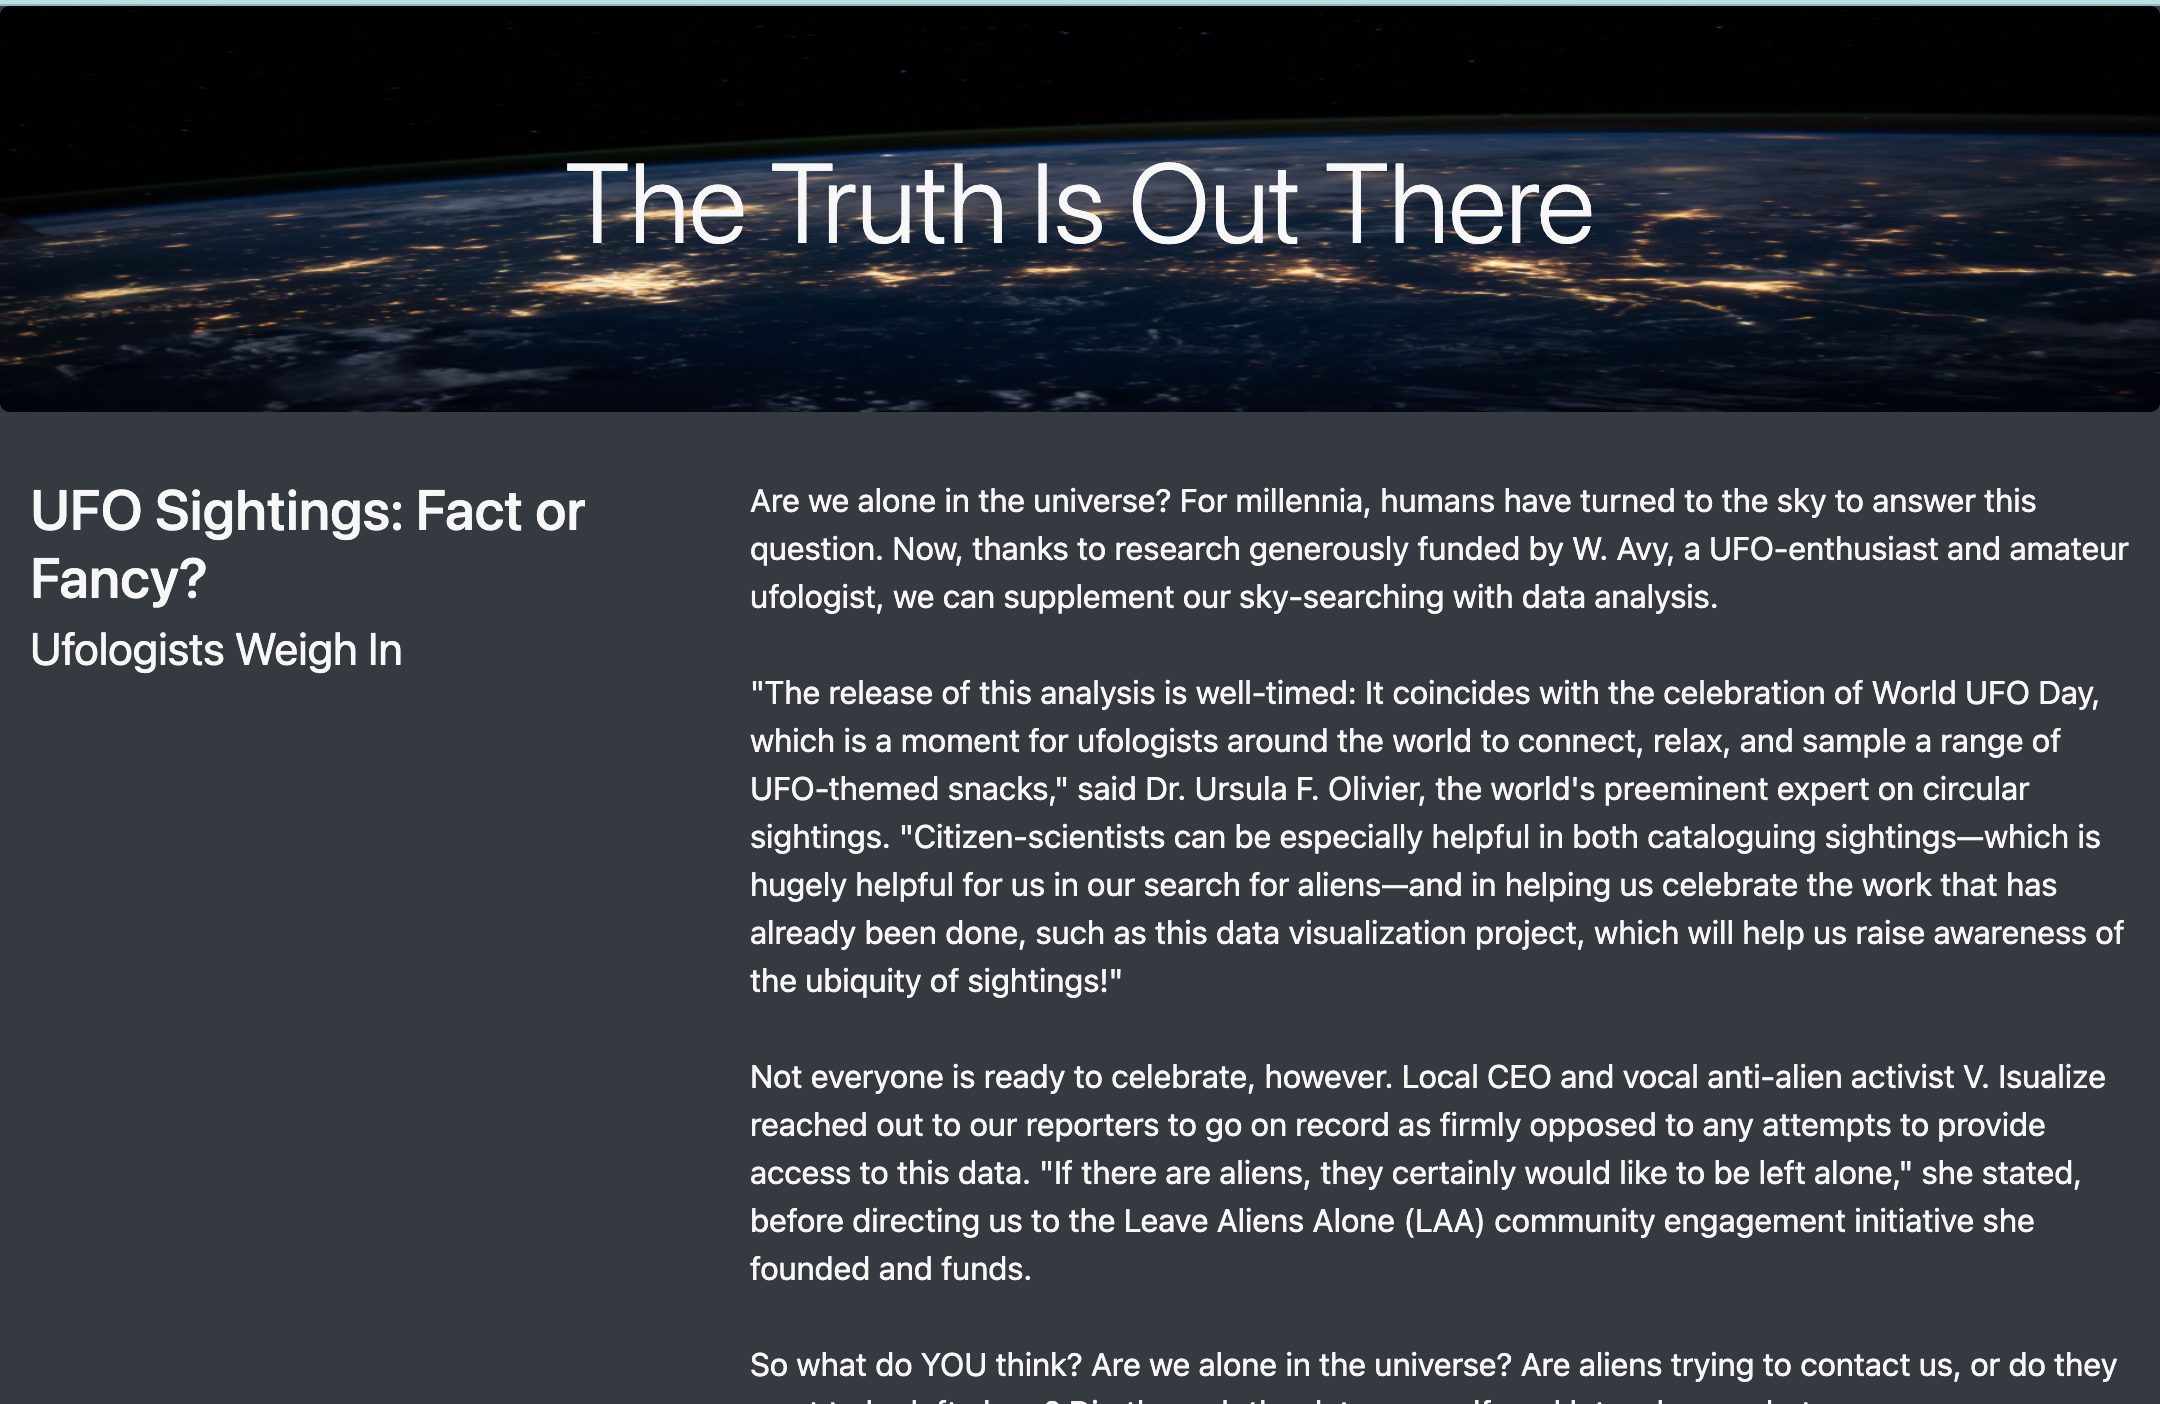 The Truth Is Out There
UFO Sightings: Fact or
Fancy?
Ufologists Weigh In
Are we alone in the universe? For millennia, humans have turned to the sky to answer this
question. Now, thanks to research generously funded by W. Avy, a UFO-enthusiast and amateur
ufologist, we can supplement our sky-searching with data analysis.
"The release of this analysis is well-timed: It coincides with the celebration of World UFO Day,
which is a moment for ufologists around the world to connect, relax, and sample a range of
UFO-themed snacks," said Dr. Ursula F. Olivier, the world's preeminent expert on circular
sightings. "Citizen-scientists can be especially helpful in both cataloguing sightings—which is
hugely helpful for us in our search for aliens—and in helping us celebrate the work that has
already been done, such as this data visualization project, which will help us raise awareness of
the ubiquity of sightings!"
Not everyone is ready to celebrate, however. Local CEO and vocal anti-alien activist V. Isualize
reached out to our reporters to go on record as firmly opposed to any attempts to provide
access to this data. "If there are aliens, they certainly would like to be left alone," she stated,
before directing us to the Leave Aliens Alone (LAA) community engagement initiative she
founded and funds.
So what do YOU think? Are we alone in the universe? Are aliens trying to contact us, or do they